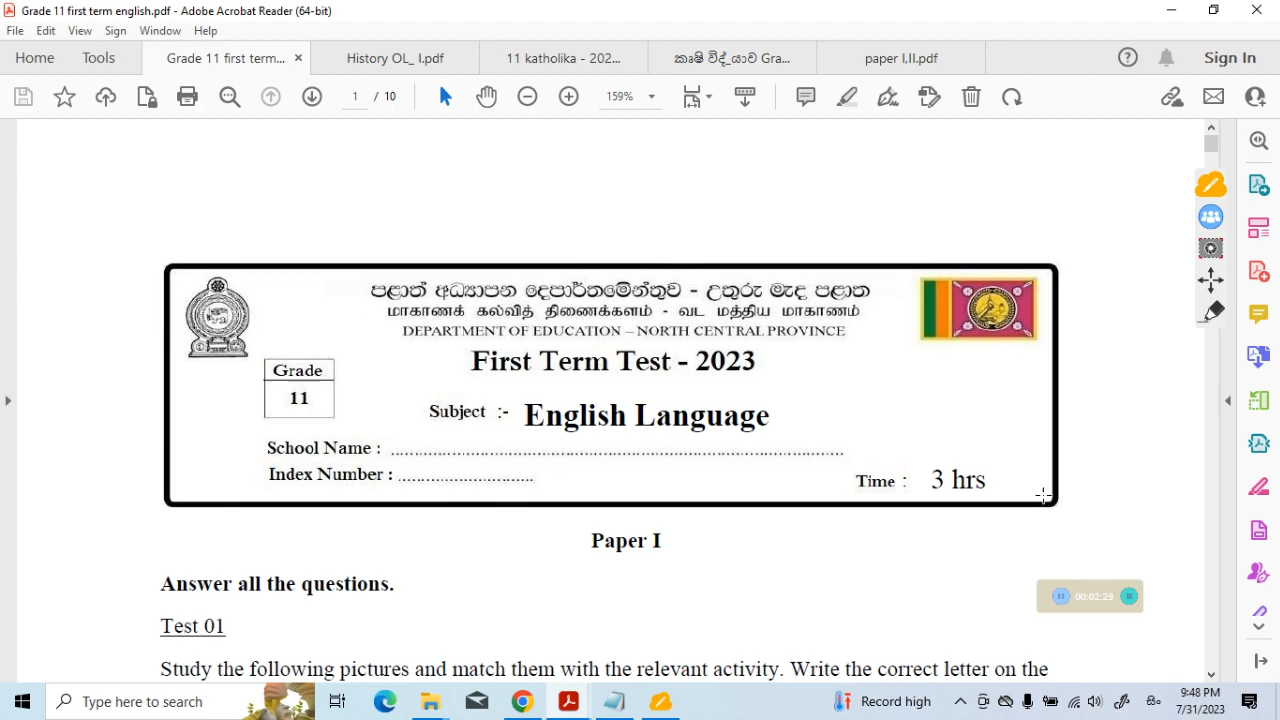 Grade 11 first term english.pdf - Adobe Acrobat Reader (64-bit)
File Edit View Sign Window Help
Home Tools Grade 11 first term... × History OL_ I.pdf 11 katholika - 202... කෘෂි විද්_යාව Gra... paper I,II.pdf Sign In
1 / 10 159%
පළාත් අධ්‍යාපන දෙපාර්තමේන්තුව - උතුරු මැද පළාත
மாகாணக் கல்வித் திணைக்களம் - வட மத்திய மாகாணம்
DEPARTMENT OF EDUCATION – NORTH CENTRAL PROVINCE
First Term Test - 2023
Grade
11
Subject :- English Language
School Name : ................................................................................................
Index Number : .............................
Time : 3 hrs
Paper I
Answer all the questions.
00:02:29
Test 01
Study the following pictures and match them with the relevant activity. Write the correct letter on the
Type here to search
Record high
9:48 PM
7/31/2023